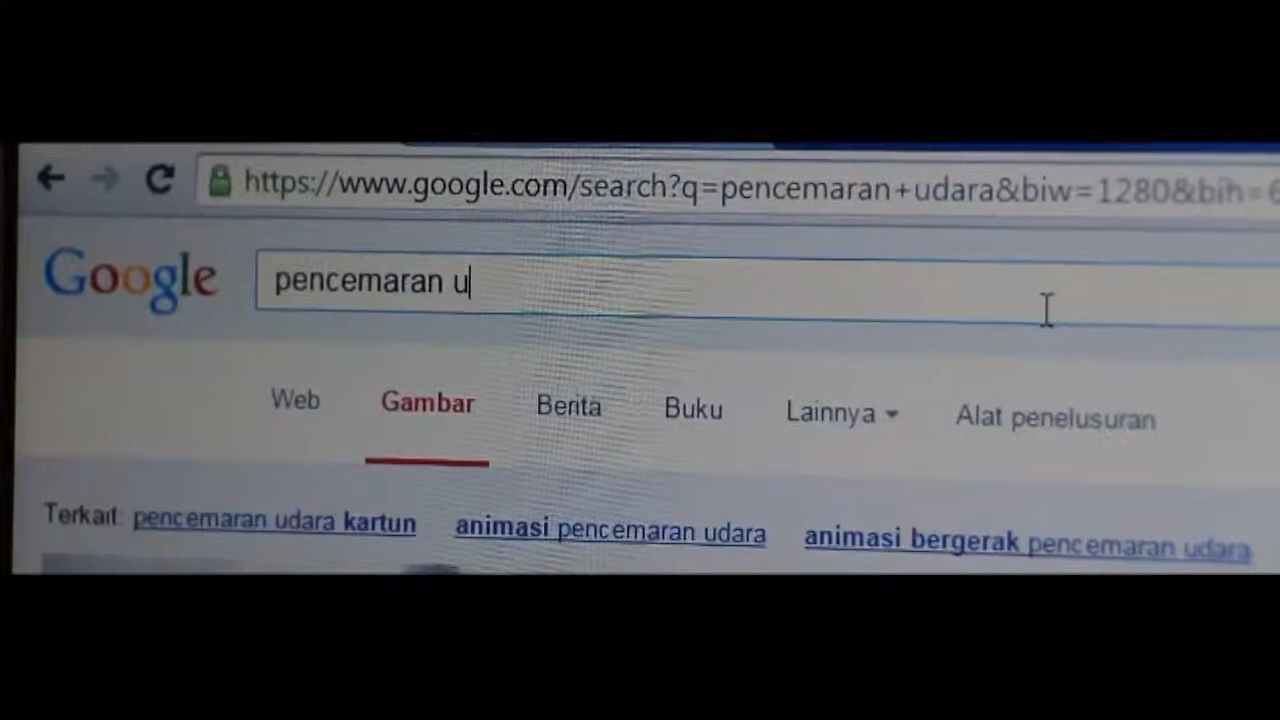 https://www.google.com/search?q=pencemaran+udara&biw=1280&bih=6
Google pencemaran u
Web Gambar Berita Buku Lainnya Alat penelusuran
Terkait: pencemaran udara kartun animasi pencemaran udara animasi bergerak pencemaran udara